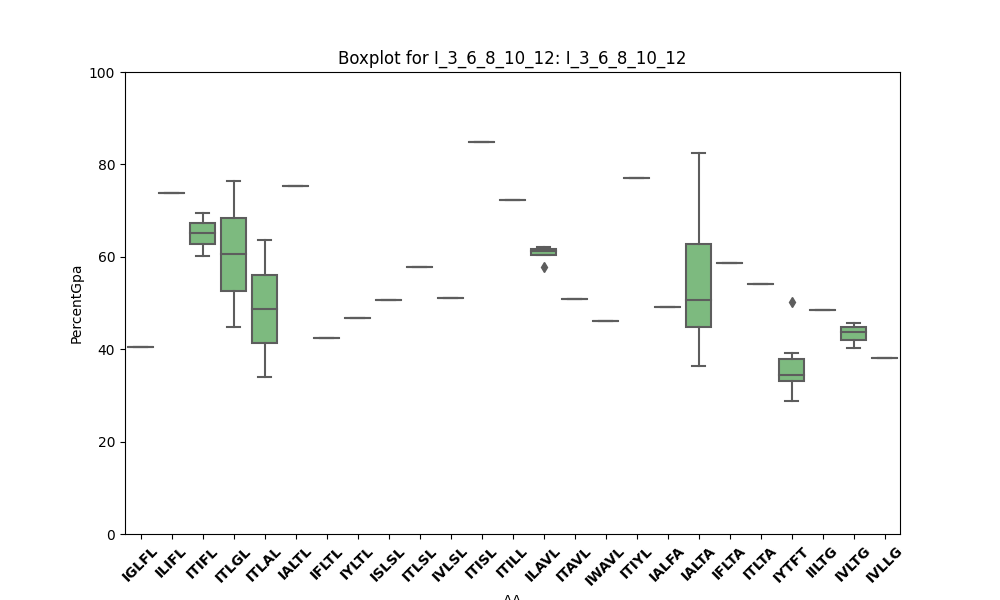 Boxplot for I_3_6_8_10_12: I_3_6_8_10_12
100
80
60
40
20
0
PercentGpa
IGLFL ILIFL ITIFL ITLGL ITLAL IALTL IFLTL IYLTL ISLSL ITLSL IVLSL ITISL ITILL ILAVL ITAVL IWAVL ITIYL IALFA IALTA IFLTA ITLTA IYTFT IILTG IVLTG IVLLG
AA